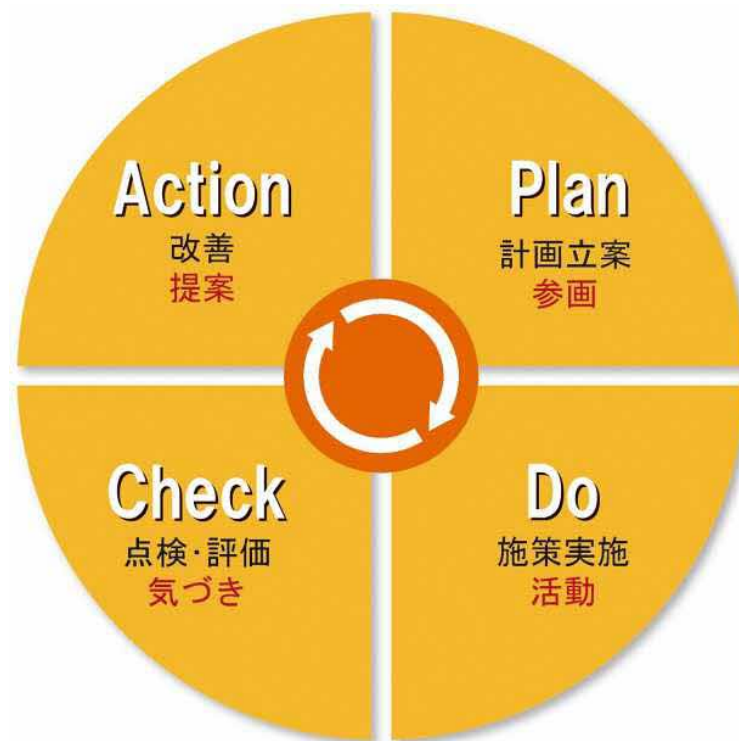 Action
改善
提案
Plan
計画立案
参画
Check
点検・評価
気づき
Do
施策実施
活動